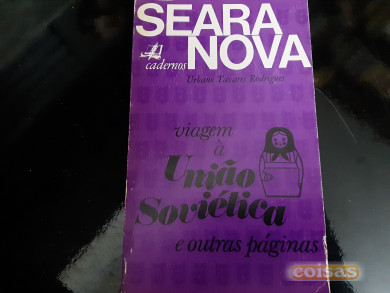 SEARA
NOVA
cadernos
Urbano Tavares Rodrigues
viagem
à
União
Soviética
e outras páginas
coisas